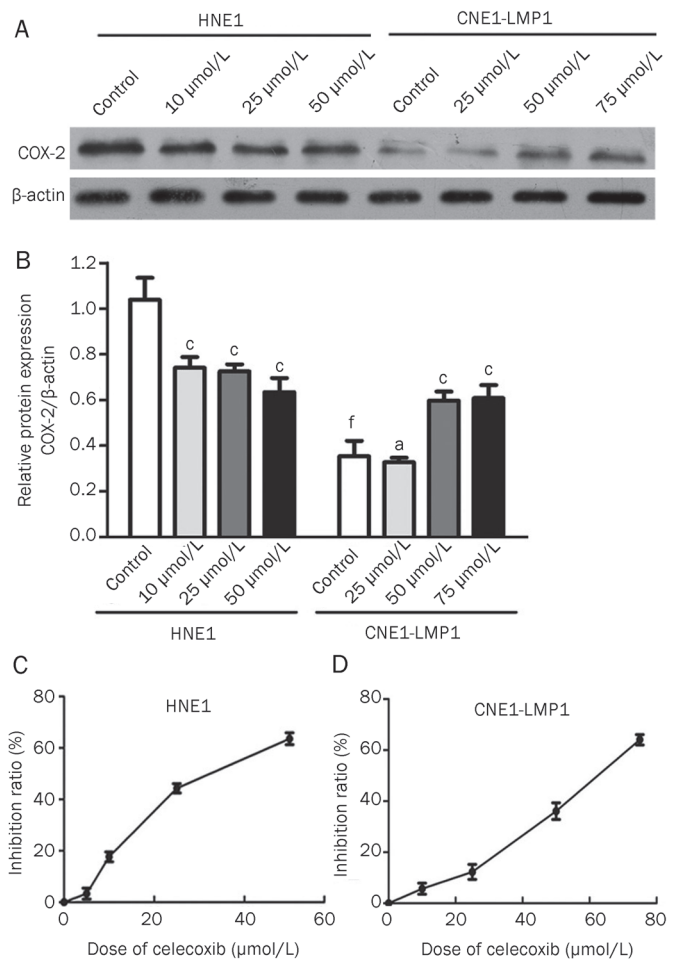 A
HNE1
CNE1-LMP1
Control
10 μmol/L
25 μmol/L
50 μmol/L
Control
25 μmol/L
50 μmol/L
75 μmol/L
COX-2
β-actin
B
Relative protein expression
COX-2/β-actin
1.2
1.0
0.8
0.6
0.4
0.2
0.0
c
c
c
f
a
c
c
Control
10 μmol/L
25 μmol/L
50 μmol/L
Control
25 μmol/L
50 μmol/L
75 μmol/L
HNE1
CNE1-LMP1
C
HNE1
Inhibition ratio (%)
80
60
40
20
0
0
20
40
60
Dose of celecoxib (μmol/L)
D
CNE1-LMP1
Inhibition ratio (%)
80
60
40
20
0
0
20
40
60
80
Dose of celecoxib (μmol/L)